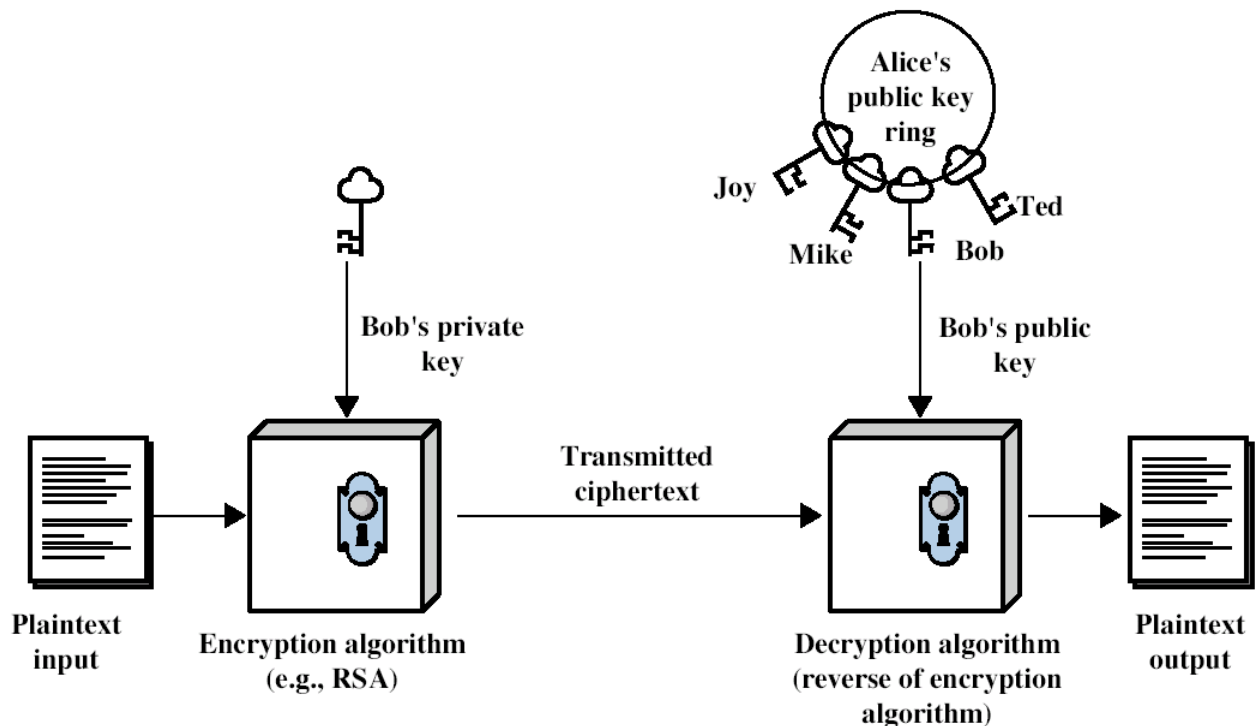 Alice's
public key
ring
Joy
Mike
Bob
Ted
Bob's private
key
Bob's public
key
Transmitted
ciphertext
Plaintext
input
Encryption algorithm
(e.g., RSA)
Decryption algorithm
(reverse of encryption
algorithm)
Plaintext
output